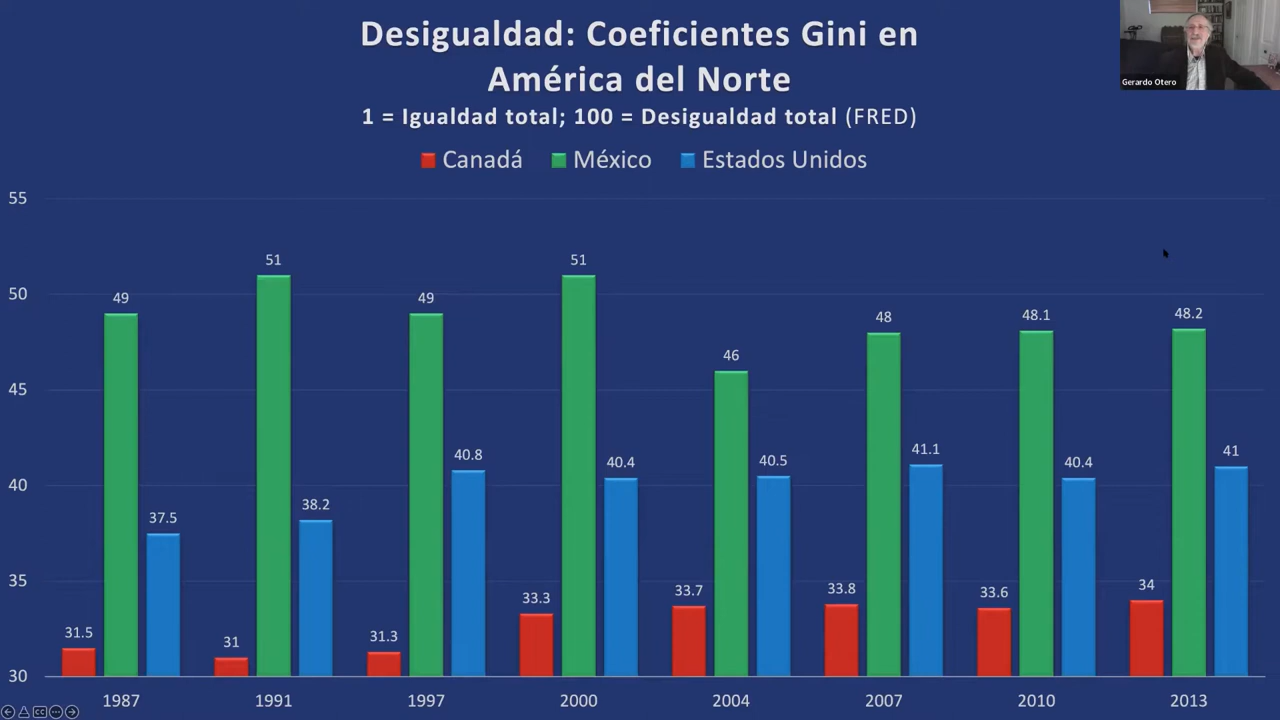 Desigualdad: Coeficientes Gini en
América del Norte
1 = Igualdad total; 100 = Desigualdad total (FRED)
Gerardo Otero
Canadá México Estados Unidos
55
50
45
40
35
30
31.5 49 37.5
31 51 38.2
31.3 49 40.8
33.3 51 40.4
33.7 46 40.5
33.8 48 41.1
33.6 48.1 40.4
34 48.2 41
1987 1991 1997 2000 2004 2007 2010 2013
CC